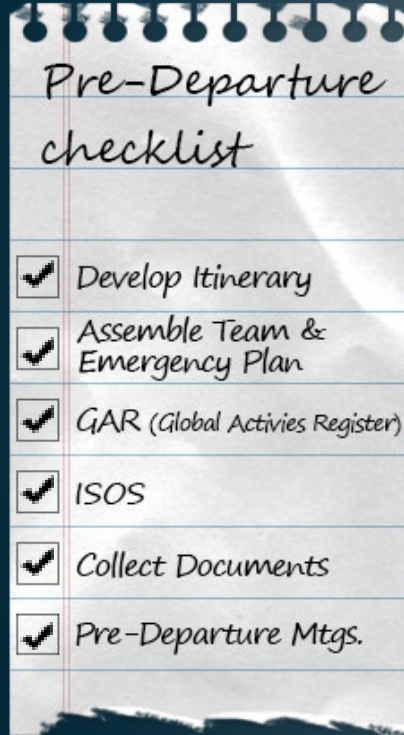 Pre-Departure
checklist
Develop Itinerary
Assemble Team &
Emergency Plan
GAR (Global Activies Register)
ISOS
Collect Documents
Pre-Departure Mtgs.